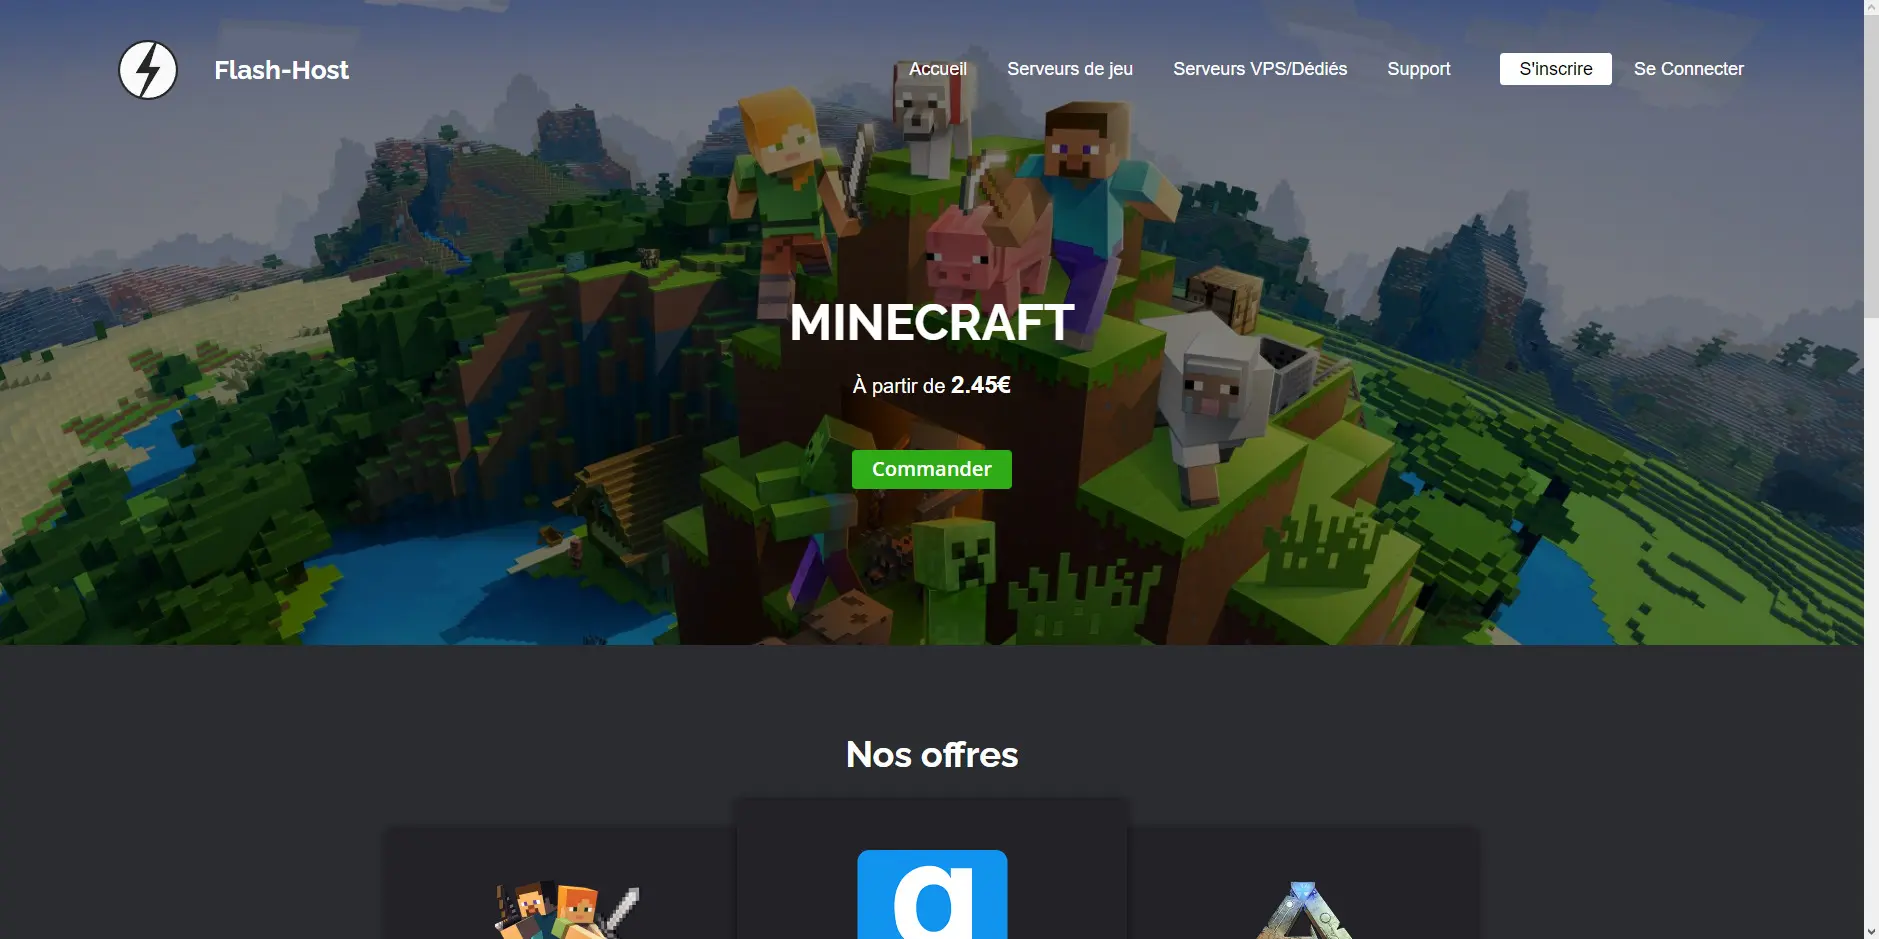 Flash-Host
Accueil
Serveurs de jeu
Serveurs VPS/Dédiés
Support
S'inscrire
Se Connecter
MINECRAFT
À partir de 2.45€
Commander
Nos offres
g